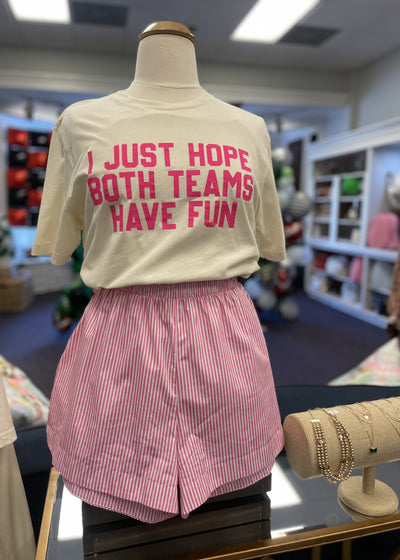 I JUST HOPE
BOTH TEAMS
HAVE FUN